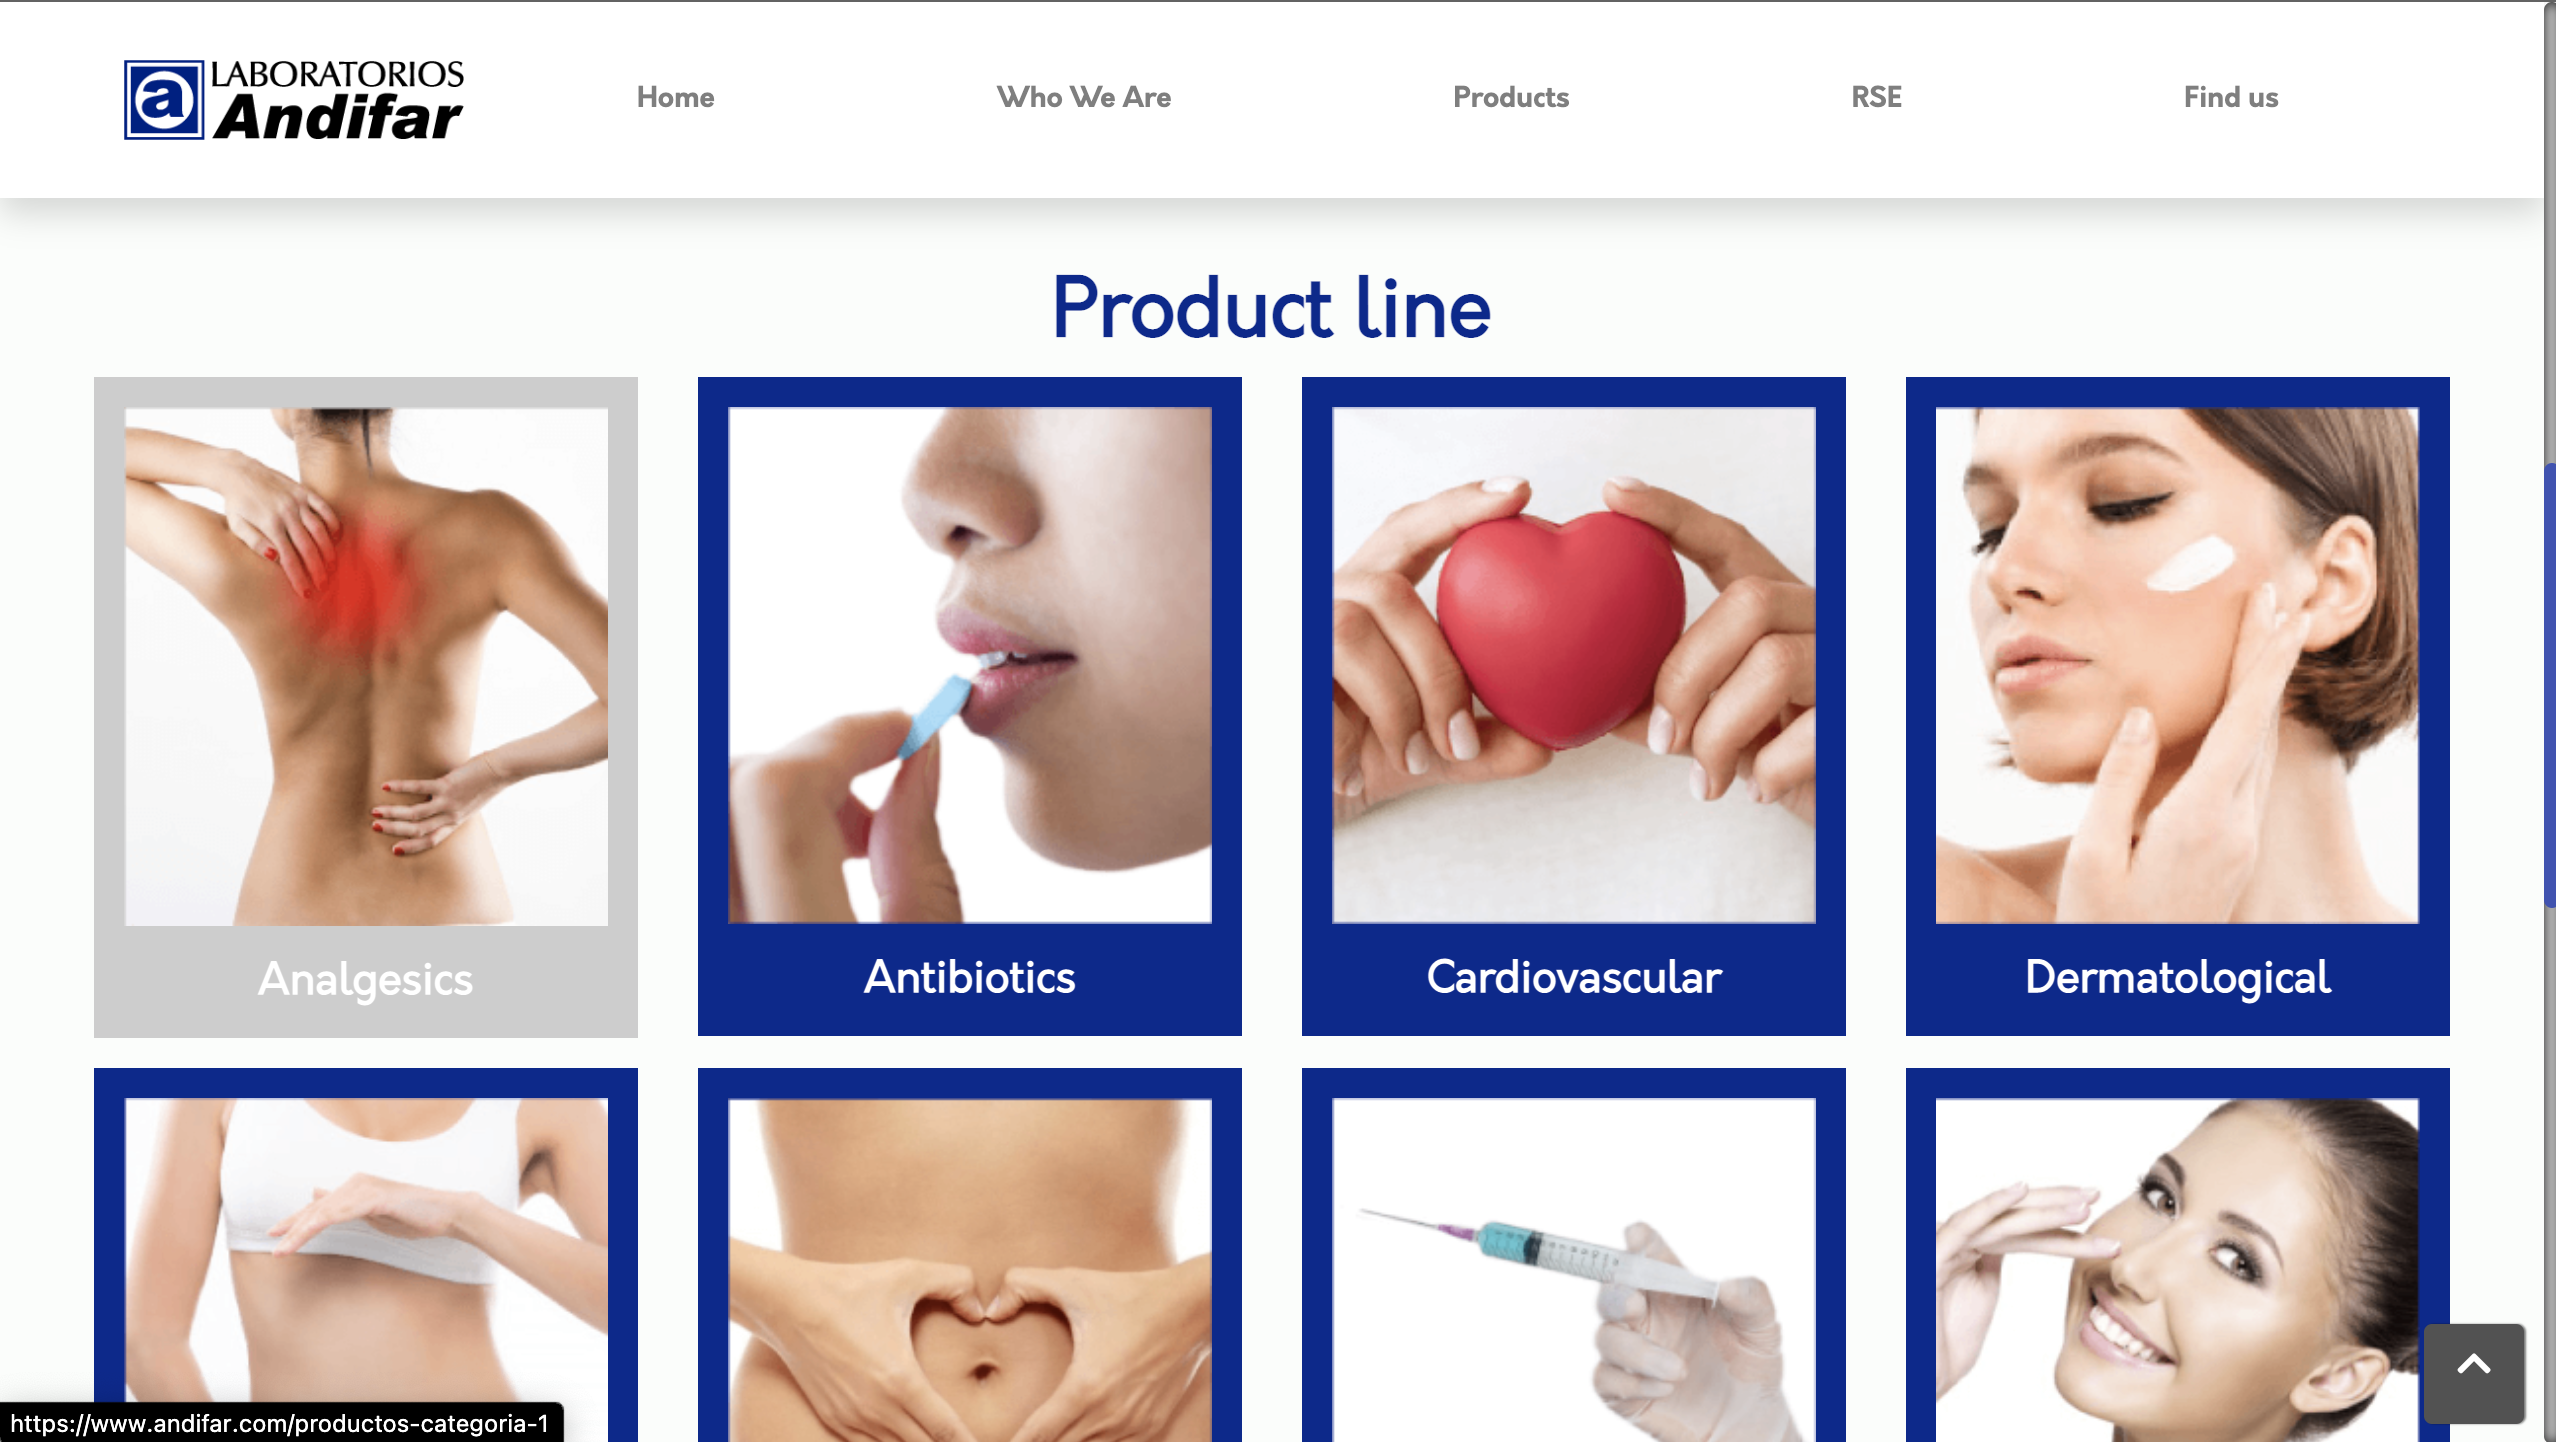 LABORATORIOS
Andifar
Home
Who We Are
Products
RSE
Find us
Product line
Analgesics
Antibiotics
Cardiovascular
Dermatological
https://www.andifar.com/productos-categoria-1